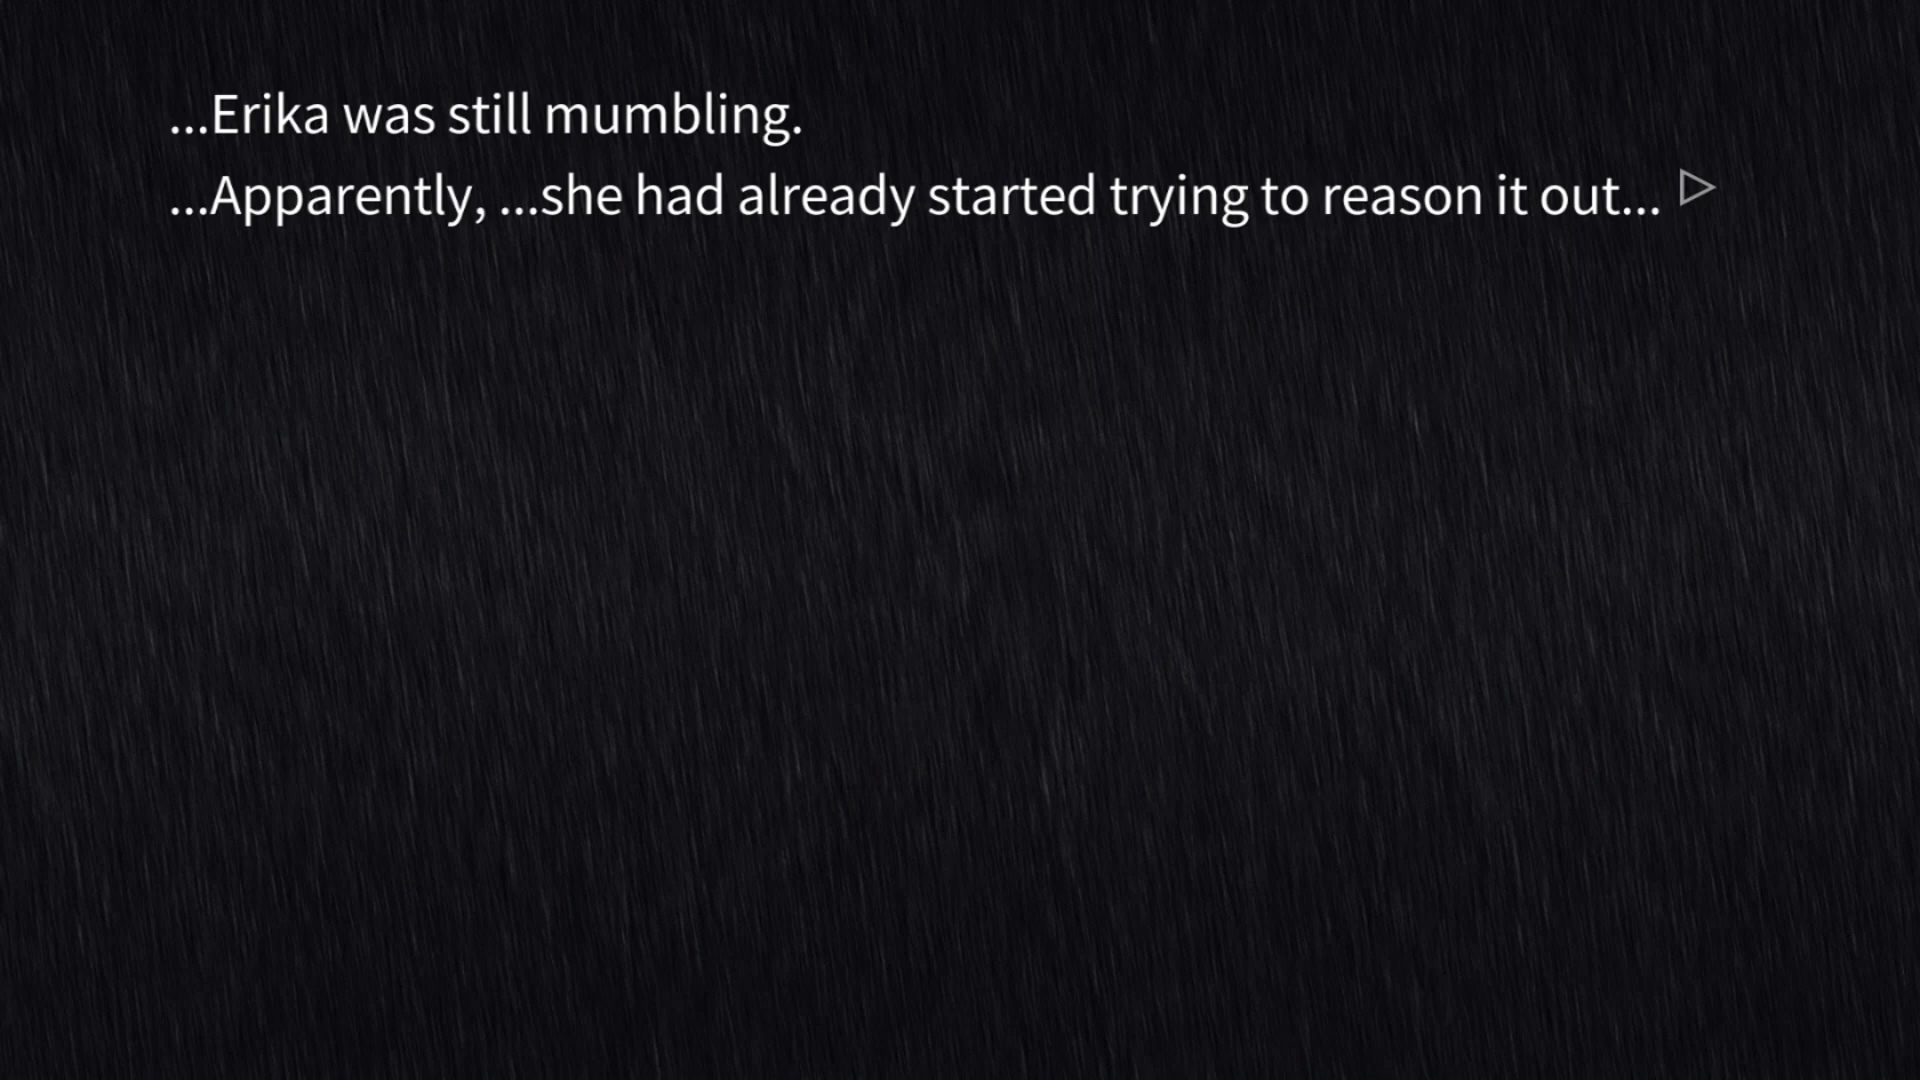 ...Erika was still mumbling.
...Apparently, ...she had already started trying to reason it out...